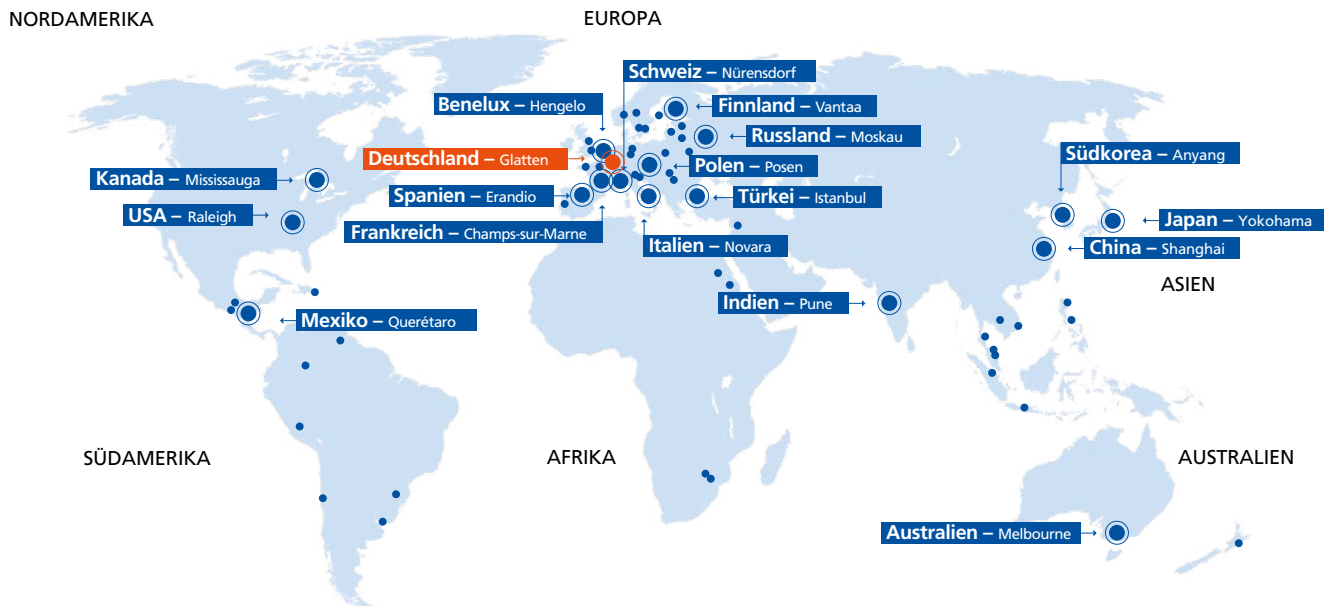 NORDAMERIKA
EUROPA
Schweiz – Nürensdorf
Benelux – Hengelo
Finnland – Vantaa
Russland – Moskau
Deutschland – Glatten
Polen – Posen
Südkorea – Anyang
Kanada – Mississauga
Spanien – Erandio
Türkei – Istanbul
USA – Raleigh
Japan – Yokohama
Frankreich – Champs-sur-Marne
Italien – Novara
China – Shanghai
ASIEN
Indien – Pune
Mexiko – Querétaro
SÜDAMERIKA
AFRIKA
AUSTRALIEN
Australien – Melbourne